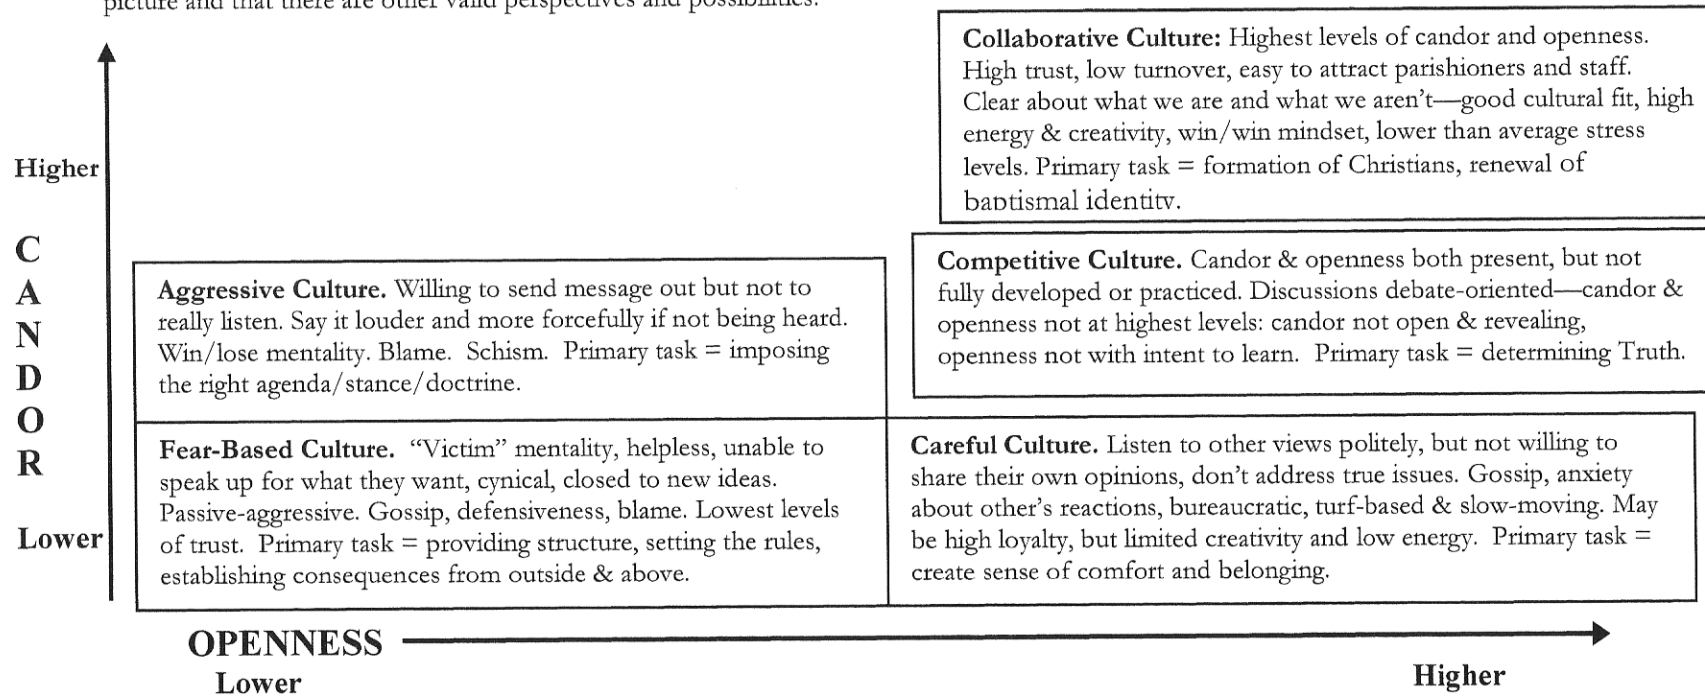 picture and that there are other valid perspectives and possibilities.
Collaborative Culture: Highest levels of candor and openness.
High trust, low turnover, easy to attract parishioners and staff.
Clear about what we are and what we aren't—good cultural fit, high
energy & creativity, win/win mindset, lower than average stress
levels. Primary task = formation of Christians, renewal of
baptismal identity.
Higher
CANDOR
Lower
Aggressive Culture. Willing to send message out but not to
really listen. Say it louder and more forcefully if not being heard.
Win/lose mentality. Blame. Schism. Primary task = imposing
the right agenda/stance/doctrine.
Competitive Culture. Candor & openness both present, but not
fully developed or practiced. Discussions debate-oriented—candor &
openness not at highest levels: candor not open & revealing,
openness not with intent to learn. Primary task = determining Truth.
Fear-Based Culture. "Victim" mentality, helpless, unable to
speak up for what they want, cynical, closed to new ideas.
Passive-aggressive. Gossip, defensiveness, blame. Lowest levels
of trust. Primary task = providing structure, setting the rules,
establishing consequences from outside & above.
Careful Culture. Listen to other views politely, but not willing to
share their own opinions, don't address true issues. Gossip, anxiety
about other's reactions, bureaucratic, turf-based & slow-moving. May
be high loyalty, but limited creativity and low energy. Primary task =
create sense of comfort and belonging.
OPENNESS
Lower
Higher